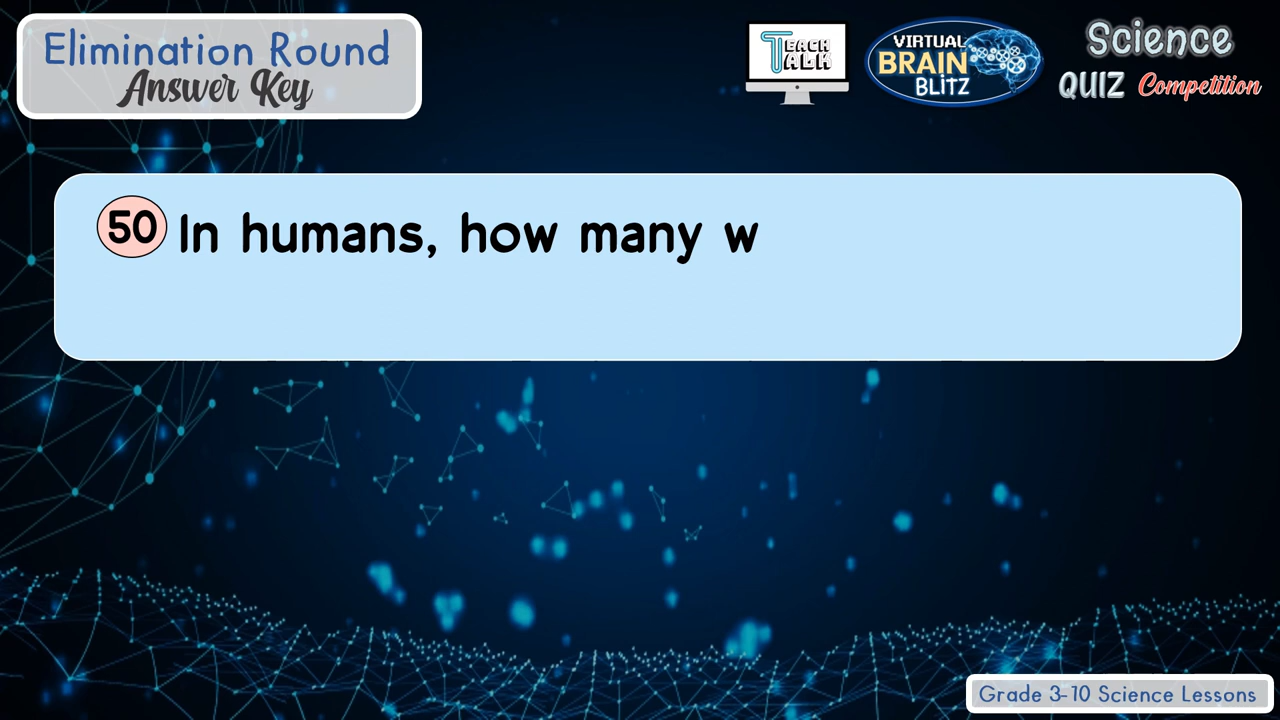 Elimination Round
Answer Key
TEACH
TALK
VIRTUAL
BRAIN
BLITZ
Science
QUIZ Competition
50 In humans, how many w
Grade 3-10 Science Lessons